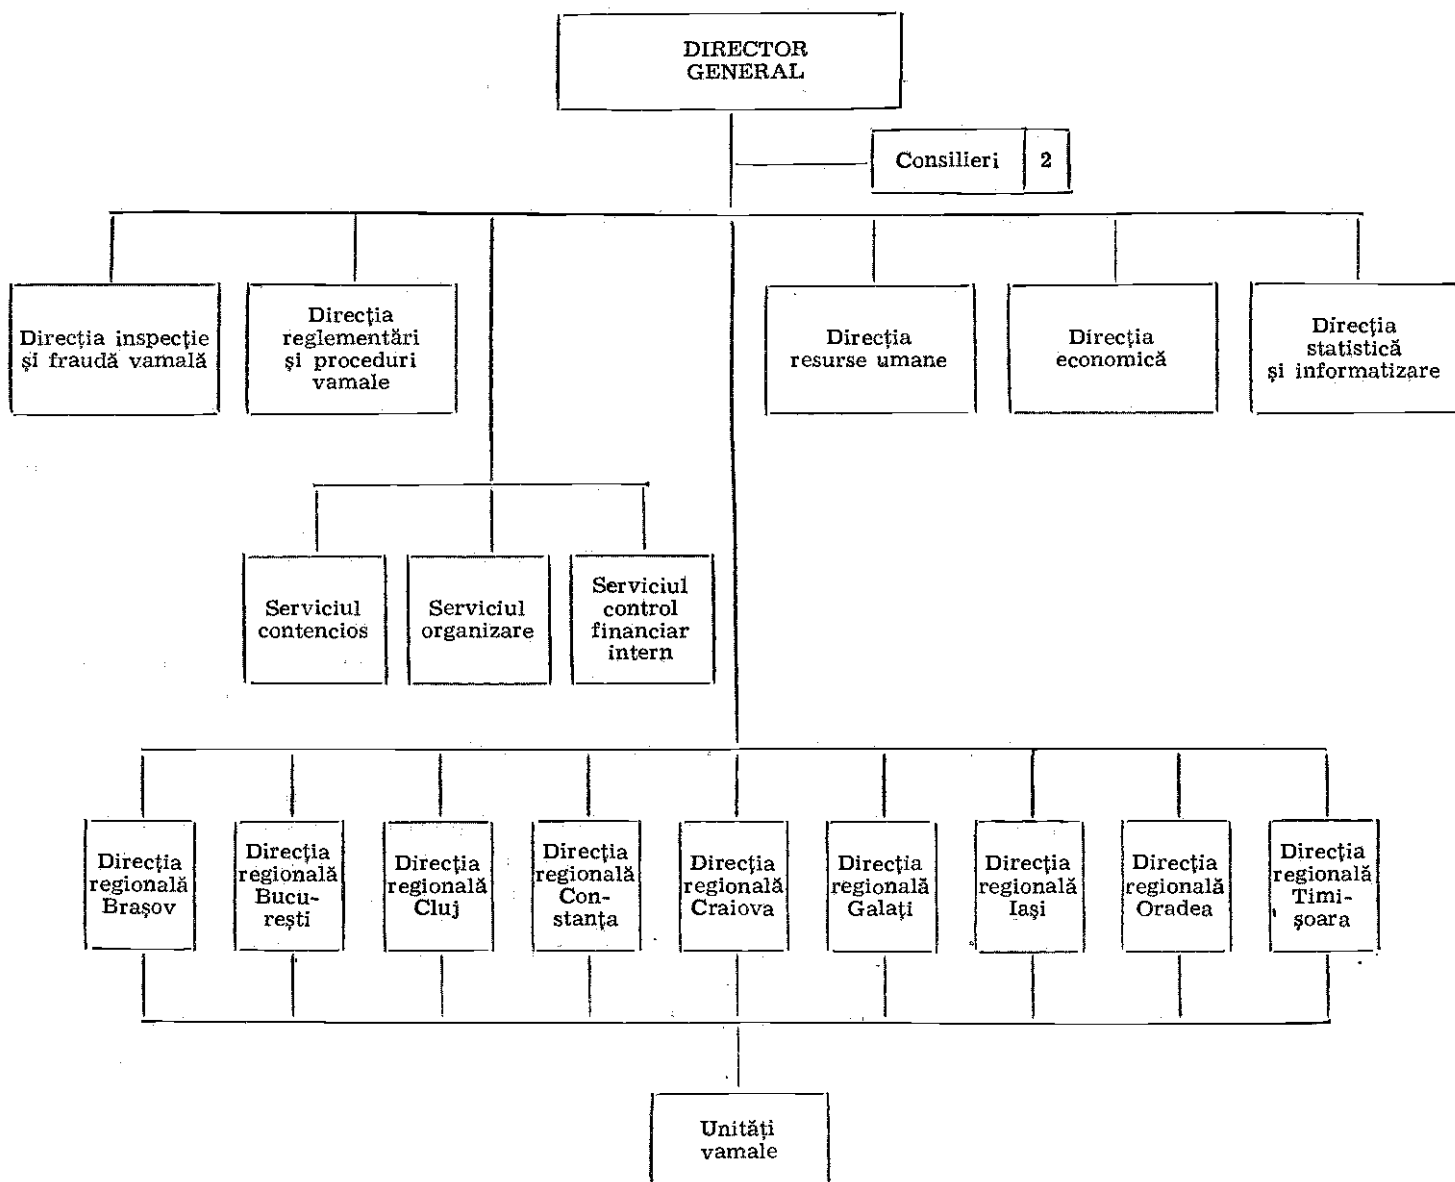 DIRECTOR
GENERAL
Consilieri 2
Direcția inspecție
și fraudă vamală
Direcția
reglementări
și proceduri
vamale
Direcția
resurse umane
Direcția
economică
Direcția
statistică
și informatizare
Serviciul
contencios
Serviciul
organizare
Serviciul
control
financiar
intern
Direcția
regională
Brașov
Direcția
regională
Bucu-
rești
Direcția
regională
Cluj
Direcția
regională
Con-
stanța
Direcția
regională
Craiova
Direcția
regională
Galați
Direcția
regională
Iași
Direcția
regională
Oradea
Direcția
regională
Timi-
șoara
Unități
vamale